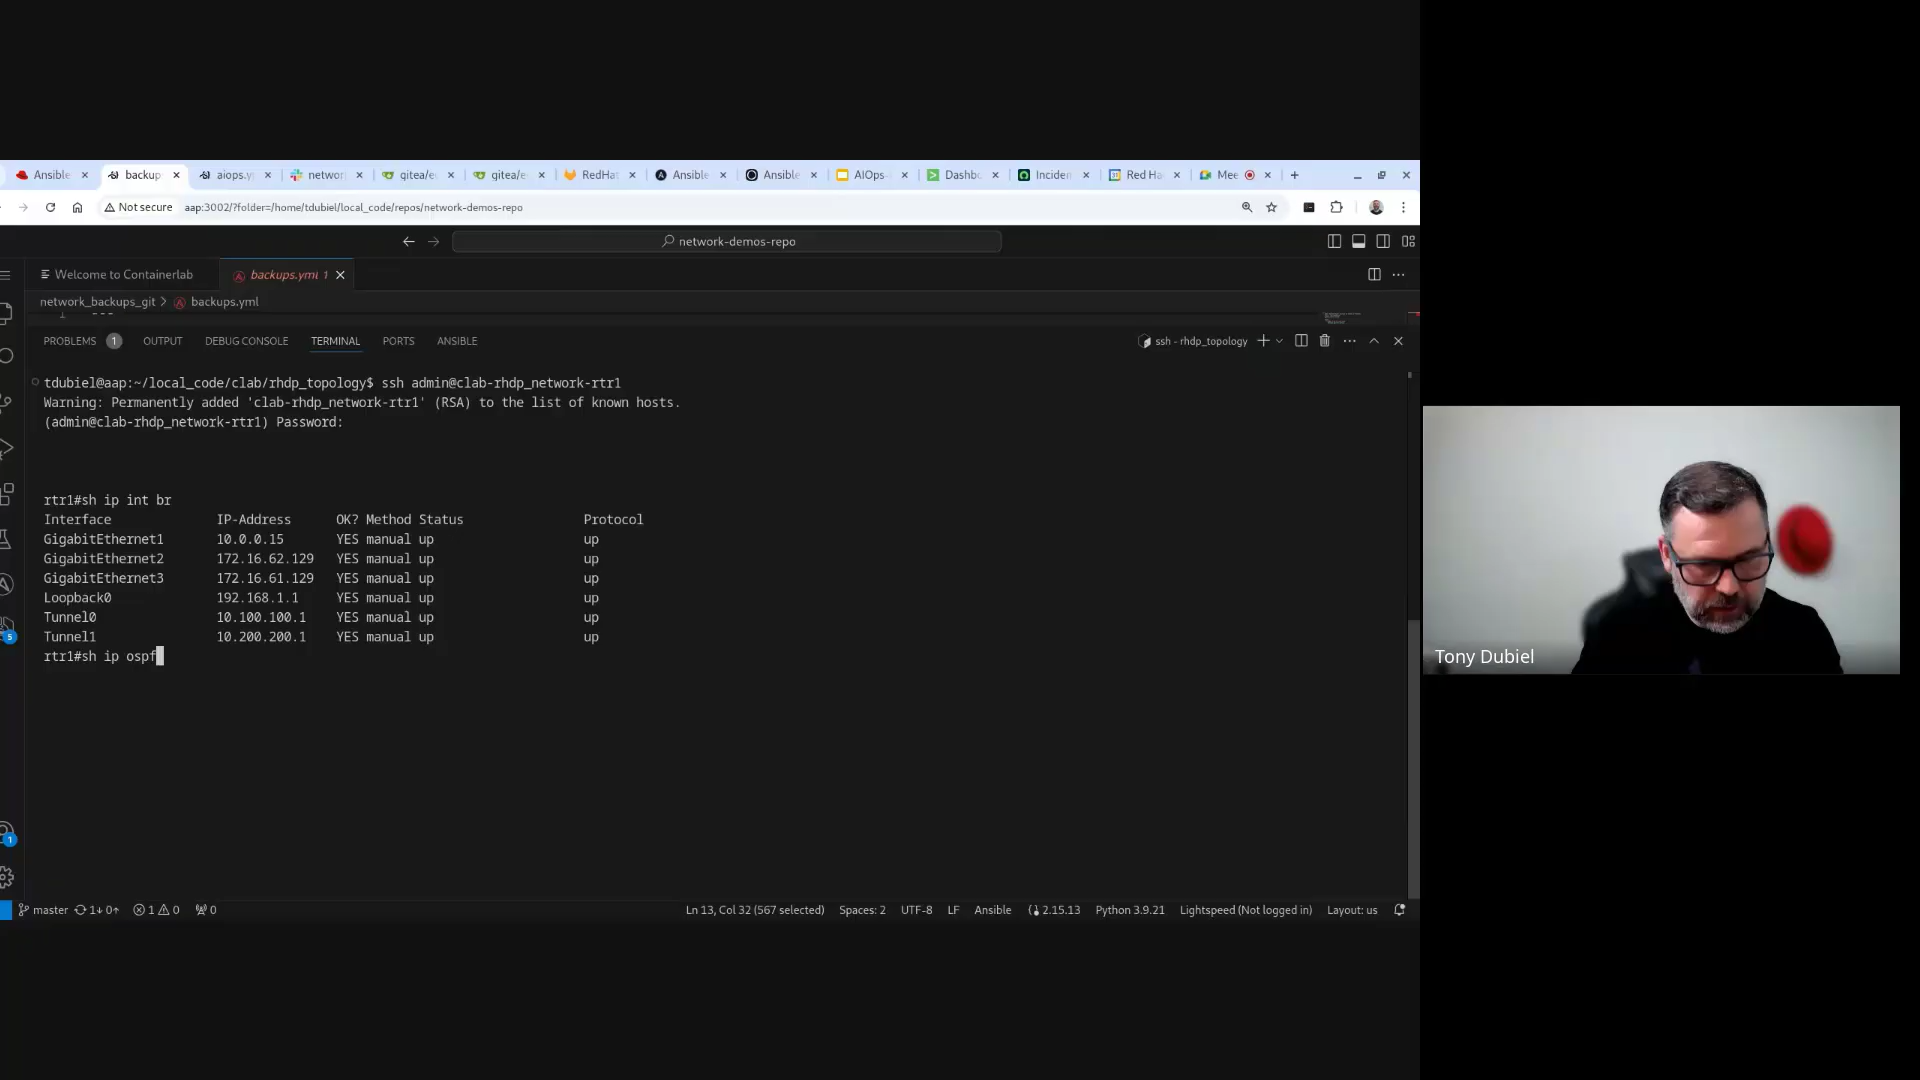 Ansible
backup
aiops.y
networ
gitea/e
gitea/e
RedHat
Ansible
Ansible
AIOps-
Dashbo
Inciden
Red Ha
Mee
Not secure aap:3002/?folder=/home/tdubiel/local_code/repos/network-demos-repo
network-demos-repo
Welcome to Containerlab
backups.yml 1
network_backups_git > backups.yml
1 ---
PROBLEMS 1 OUTPUT DEBUG CONSOLE TERMINAL PORTS ANSIBLE
ssh - rhdp_topology
tdubiel@aap:~/local_code/clab/rhdp_topology$ ssh admin@clab-rhdp_network-rtr1
Warning: Permanently added 'clab-rhdp_network-rtr1' (RSA) to the list of known hosts.
(admin@clab-rhdp_network-rtr1) Password:
rtr1#sh ip int br
Interface IP-Address OK? Method Status Protocol
GigabitEthernet1 10.0.0.15 YES manual up up
GigabitEthernet2 172.16.62.129 YES manual up up
GigabitEthernet3 172.16.61.129 YES manual up up
Loopback0 192.168.1.1 YES manual up up
Tunnel0 10.100.100.1 YES manual up up
Tunnel1 10.200.200.1 YES manual up up
rtr1#sh ip ospf
5
1
Tony Dubiel
master 1↓ 0↑ 1 0 0
Ln 13, Col 32 (567 selected) Spaces: 2 UTF-8 LF Ansible 2.15.13 Python 3.9.21 Lightspeed (Not logged in) Layout: us